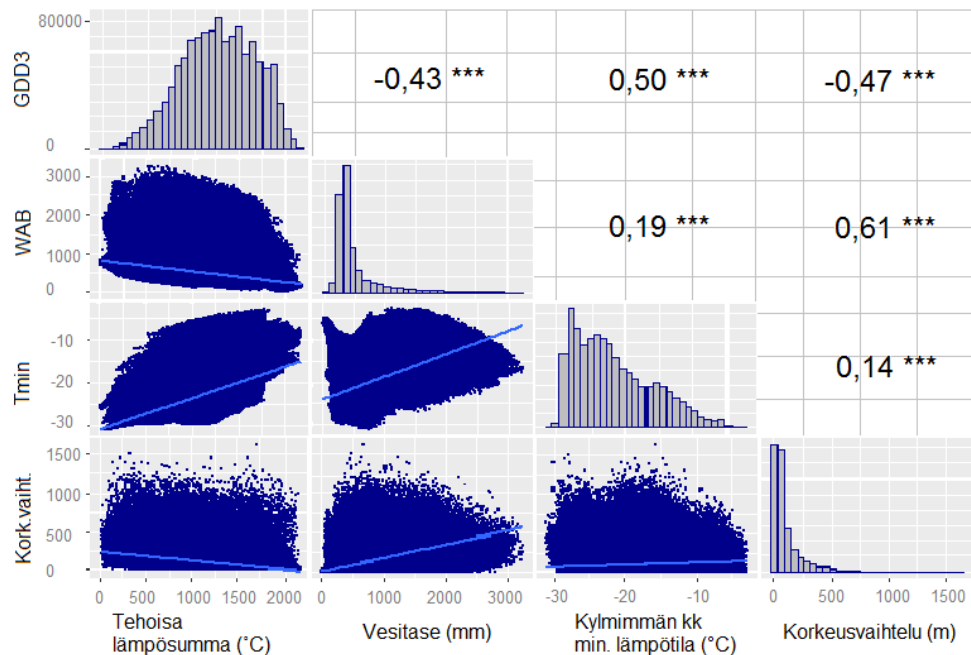 GDD3
80000
0
-0,43 ***
0,50 ***
-0,47 ***
WAB
3000
2000
1000
0
0,19 ***
0,61 ***
Tmin
-10
-20
-30
0,14 ***
Kork.vaiht.
1500
1000
500
0
0 500 1000 1500 2000
0 1000 2000 3000
-30 -20 -10
0 500 1000 1500
Tehoisa
lämpösumma (°C)
Vesitase (mm)
Kylmimmän kk
min. lämpötila (°C)
Korkeusvaihtelu (m)